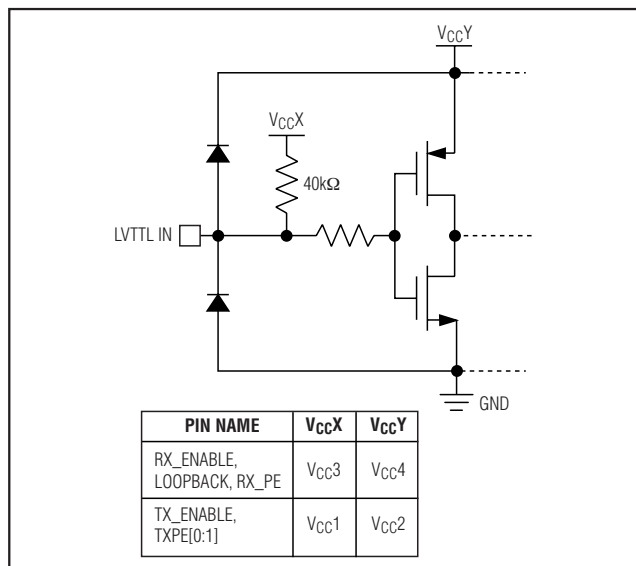 VCCY
VCCX
40kΩ
LVTTL IN
GND
PIN NAME VCCX VCCY
RX_ENABLE,
LOOPBACK, RX_PE VCC3 VCC4
TX_ENABLE,
TXPE[0:1] VCC1 VCC2